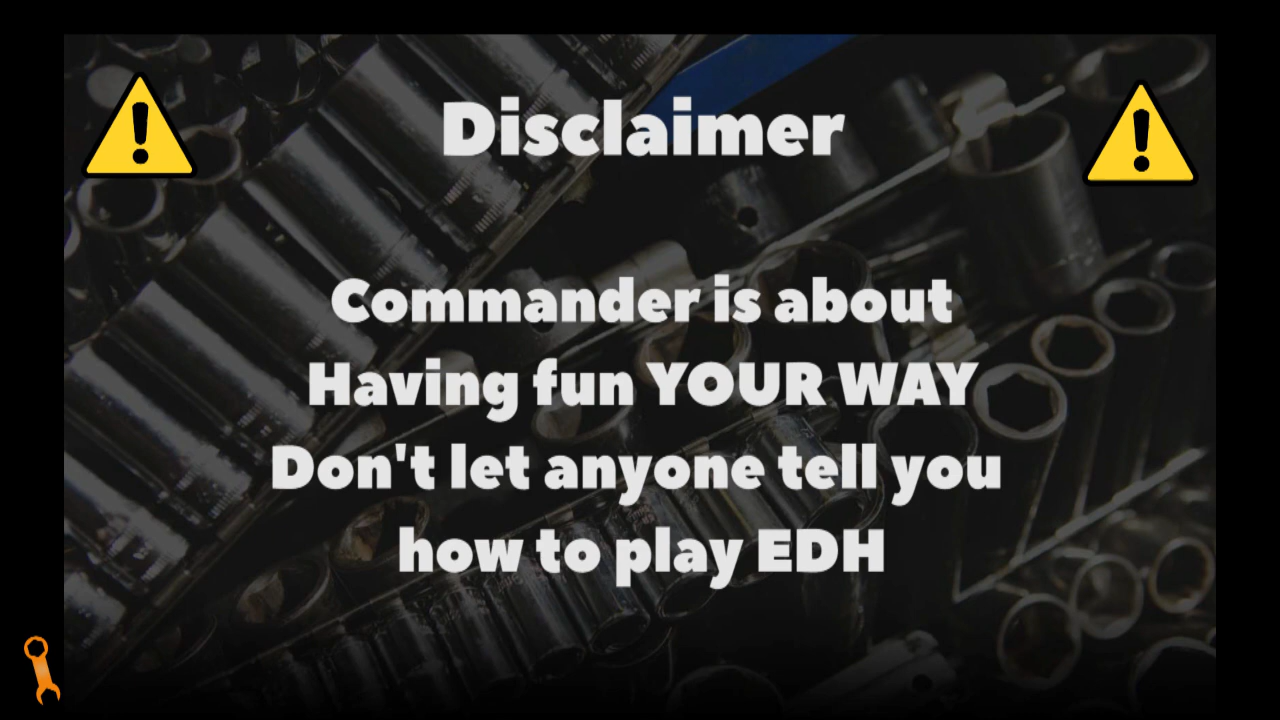 Disclaimer
Commander is about
Having fun YOUR WAY
Don't let anyone tell you
how to play EDH